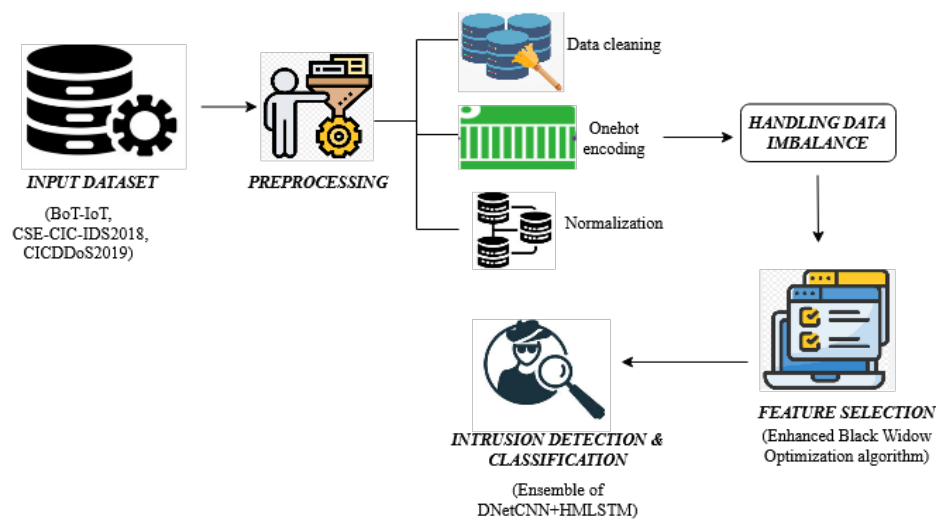 INPUT DATASET
(BoT-IoT,
CSE-CIC-IDS2018,
CICDDoS2019)
PREPROCESSING
Data cleaning
Onehot
encoding
Normalization
HANDLING DATA
IMBALANCE
FEATURE SELECTION
(Enhanced Black Widow
Optimization algorithm)
INTRUSION DETECTION &
CLASSIFICATION
(Ensemble of
DNetCNN+HMLSTM)